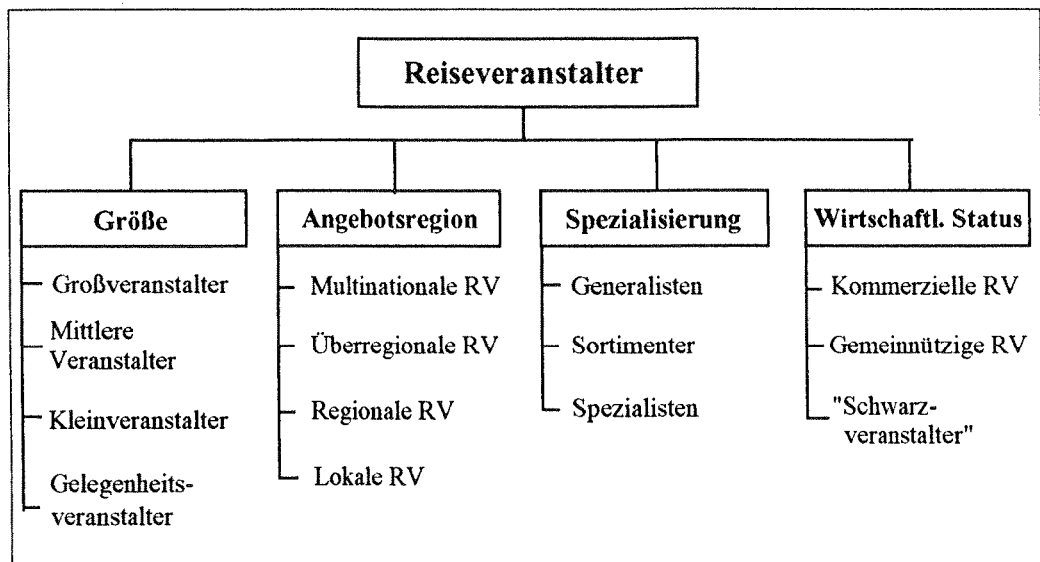 Reiseveranstalter
Größe
Großveranstalter
Mittlere
Veranstalter
Kleinveranstalter
Gelegenheits-
veranstalter
Angebotsregion
Multinationale RV
Überregionale RV
Regionale RV
Lokale RV
Spezialisierung
Generalisten
Sortimenter
Spezialisten
Wirtschaftl. Status
Kommerzielle RV
Gemeinnützige RV
"Schwarz-
veranstalter"